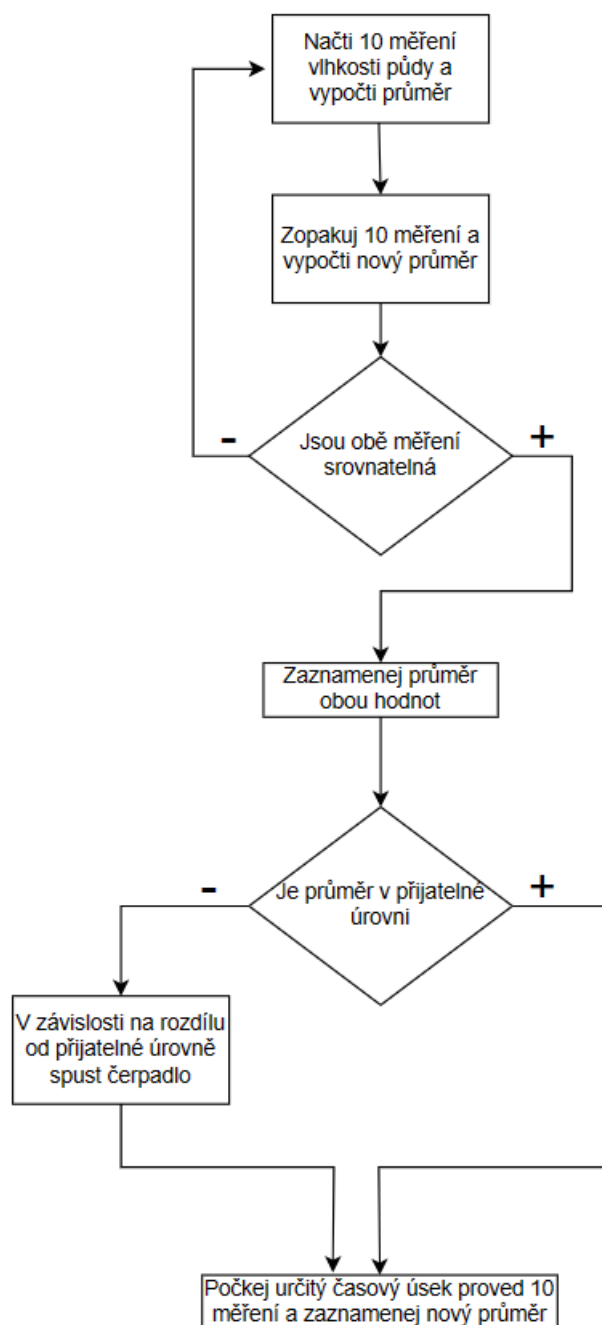 Načti 10 měření
vlhkosti půdy a
vypočti průměr
Zopakuj 10 měření a
vypočti nový průměr
-
Jsou obě měření
srovnatelná
+
Zaznamenej průměr
obou hodnot
-
Je průměr v přijatelné
úrovni
+
V závislosti na rozdílu
od přijatelné úrovně
spust čerpadlo
Počkej určitý časový úsek proved 10
měření a zaznamenej nový průměr